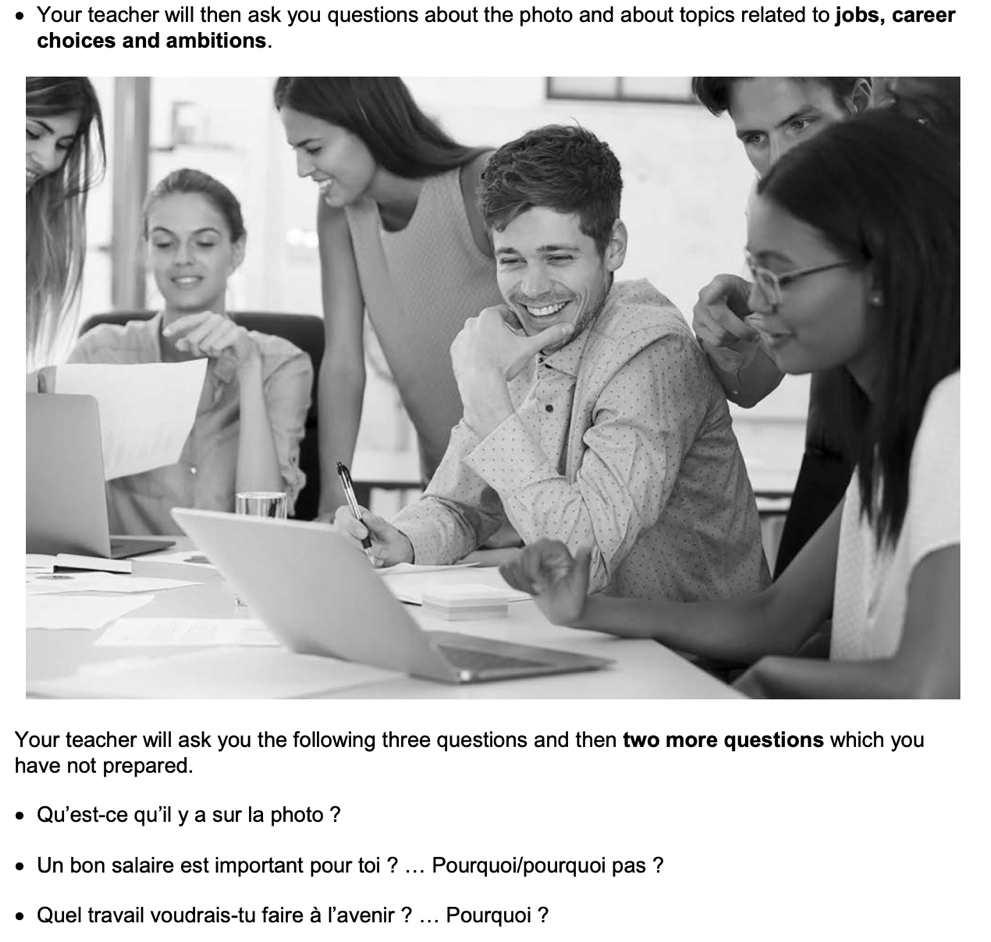 • Your teacher will then ask you questions about the photo and about topics related to jobs, career
choices and ambitions.
Your teacher will ask you the following three questions and then two more questions which you
have not prepared.
• Qu’est-ce qu’il y a sur la photo ?
• Un bon salaire est important pour toi ? … Pourquoi/pourquoi pas ?
• Quel travail voudrais-tu faire à l’avenir ? … Pourquoi ?